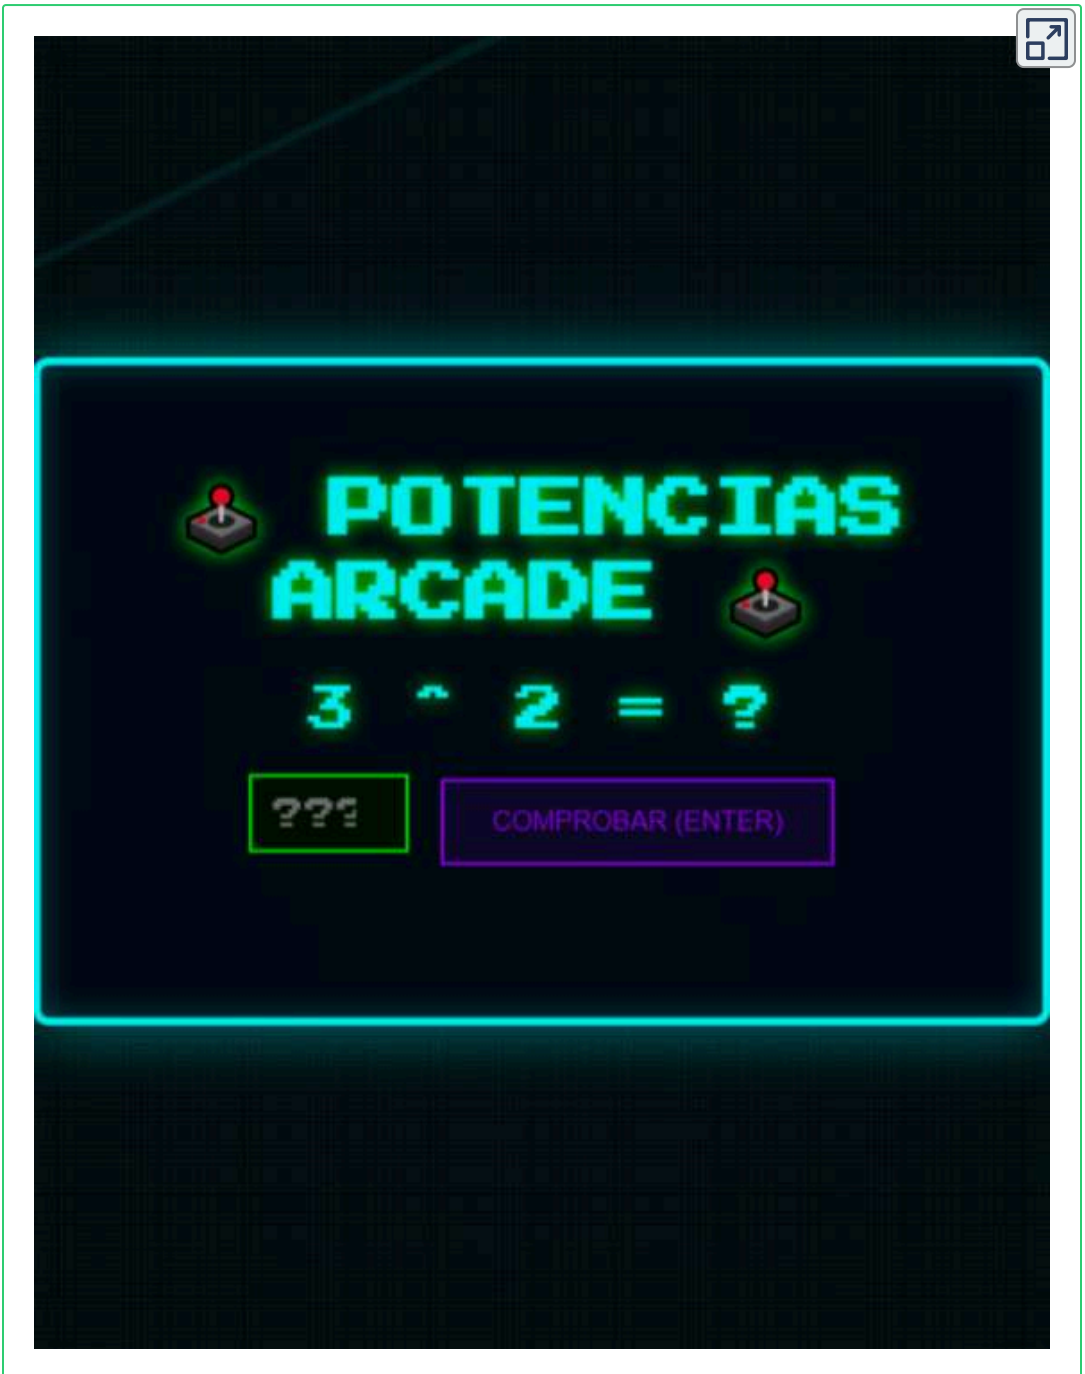 POTENCIAS
ARCADE
3 ^ 2 = ?
???
COMPROBAR (ENTER)